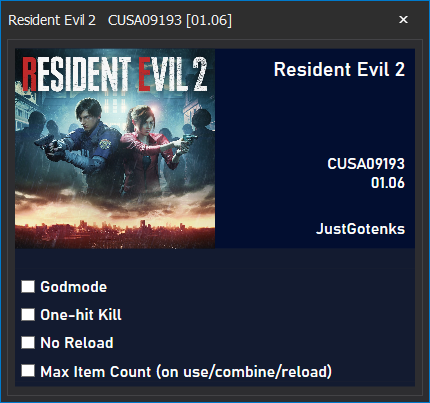 Resident Evil 2 CUSA09193 [01.06]
RESIDENT EVIL 2
Resident Evil 2
CUSA09193
01.06
JustGotenks
Godmode
One-hit Kill
No Reload
Max Item Count (on use/combine/reload)